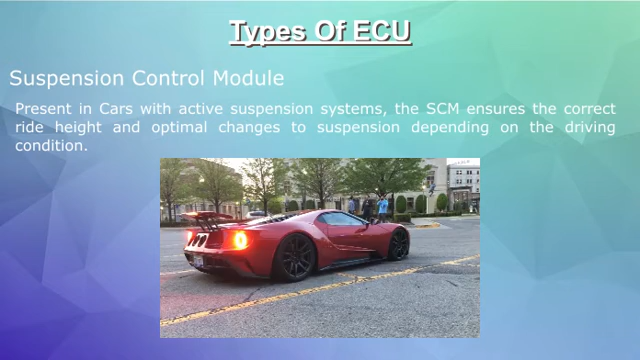 Types Of ECU
Suspension Control Module
Present in Cars with active suspension systems, the SCM ensures the correct
ride height and optimal changes to suspension depending on the driving
condition.